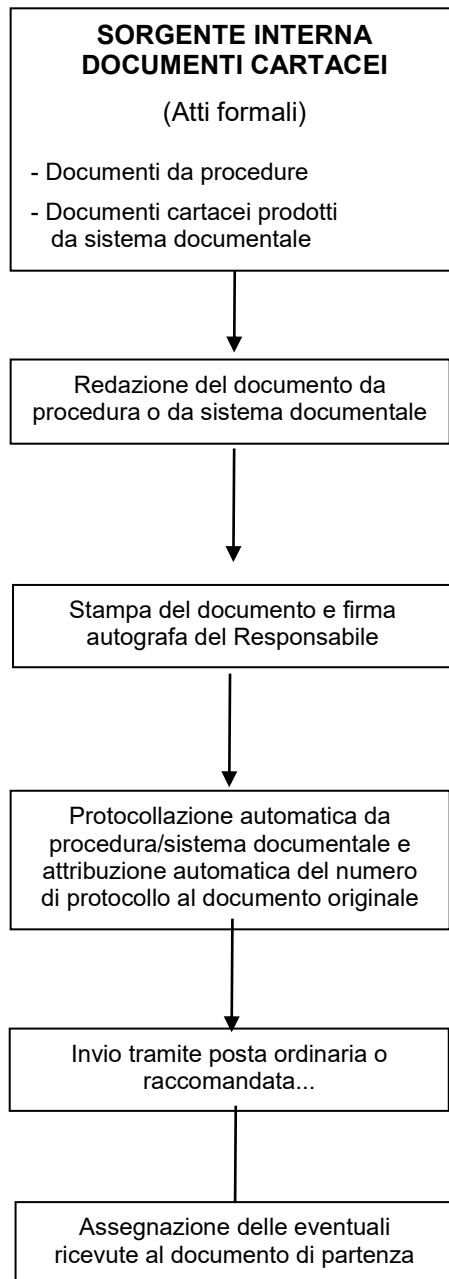 SORGENTE INTERNA
DOCUMENTI CARTACEI
(Atti formali)
- Documenti da procedure
- Documenti cartacei prodotti
da sistema documentale
Redazione del documento da
procedura o da sistema documentale
Stampa del documento e firma
autografa del Responsabile
Protocollazione automatica da
procedura/sistema documentale e
attribuzione automatica del numero
di protocollo al documento originale
Invio tramite posta ordinaria o
raccomandata...
Assegnazione delle eventuali
ricevute al documento di partenza